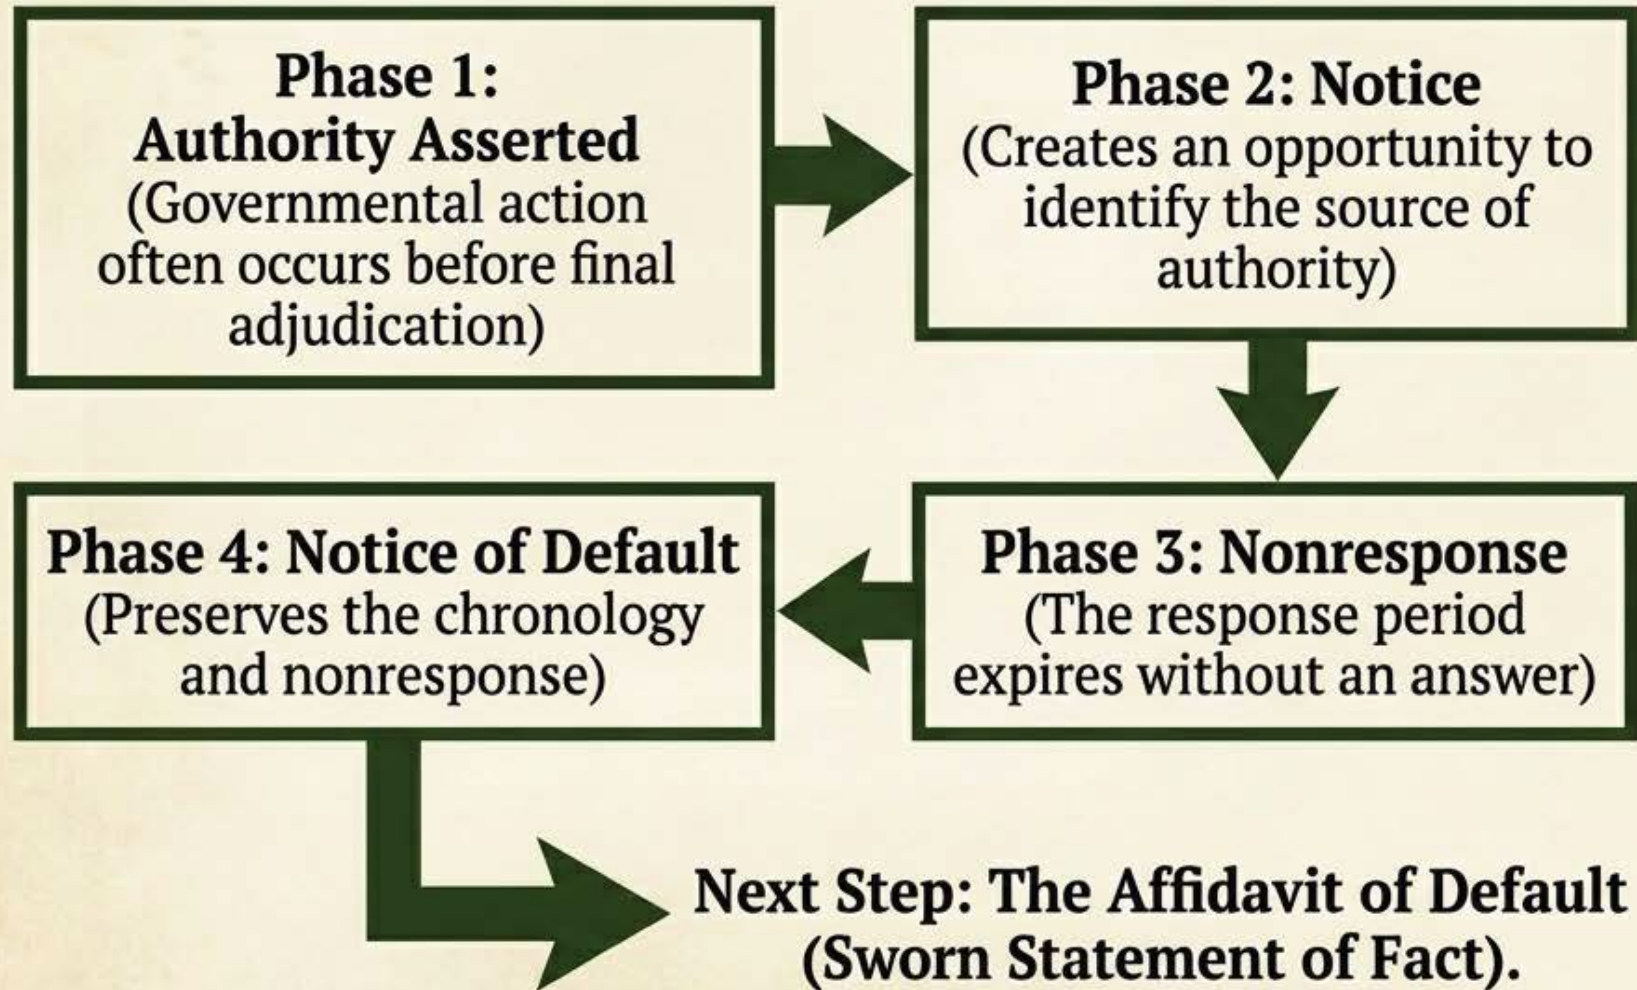 Phase 1:
Authority Asserted
(Governmental action
often occurs before final
adjudication)
Phase 2: Notice
(Creates an opportunity to
identify the source of
authority)
Phase 3: Nonresponse
(The response period
expires without an answer)
Phase 4: Notice of Default
(Preserves the chronology
and nonresponse)
Next Step: The Affidavit of Default
(Sworn Statement of Fact).